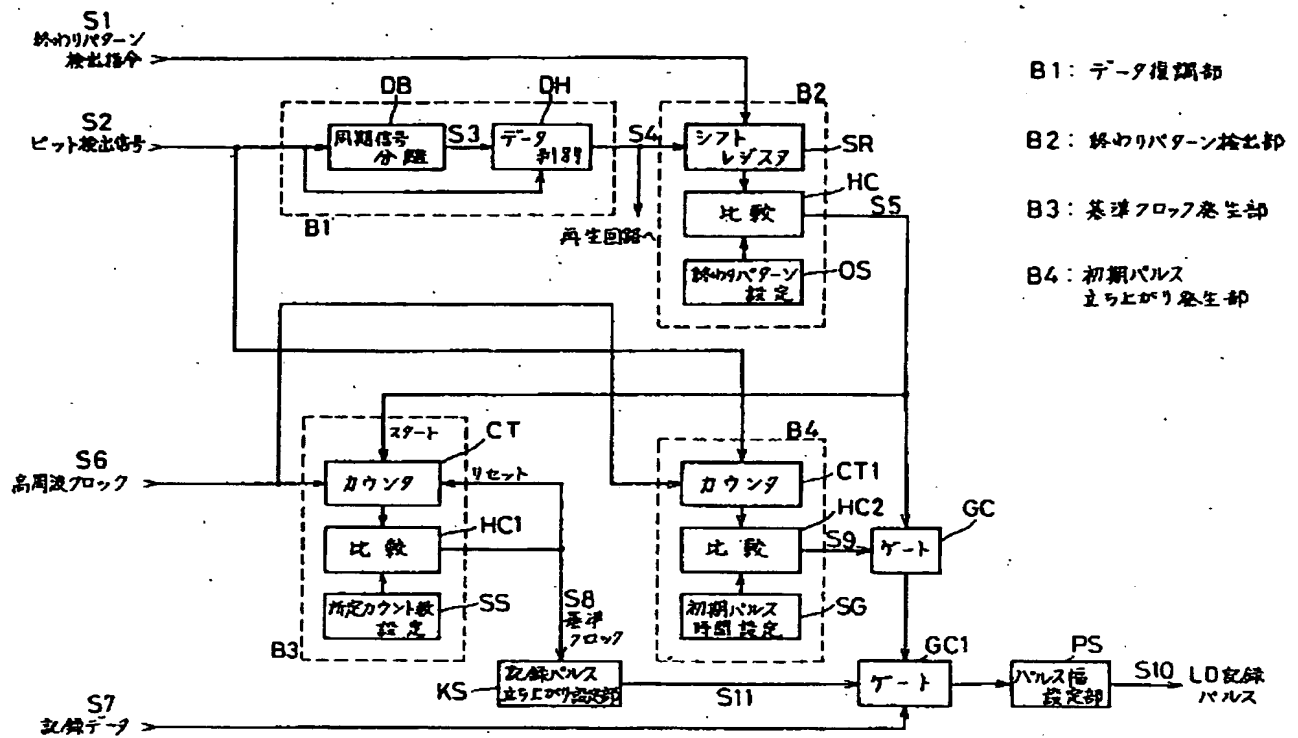 S1
終わりパターン
検出指令
S2
ピット検出信号
DB
周期信号
分離
S3
DH
データ
判別
B1
S4
再生回路へ
B2
シフト
レジスタ
SR
比較
HC
S5
終わりパターン
設定
OS
B1: データ復調部
B2: 終わりパターン検出部
B3: 基準クロック発生部
B4: 初期パルス
立ち上がり発生部
S6
高周波クロック
スタート
CT
カウンタ
リセット
比較
HC1
所定カウント数
設定
SS
B3
S8
基準
クロック
B4
カウンタ
CT1
比較
HC2
S9
初期パルス
時間設定
SG
GC
ゲート
KS
記録パルス
立ち上がり設定部
S11
GC1
ゲート
PS
パルス幅
設定部
S10
LD記録
パルス
S7
記録データ